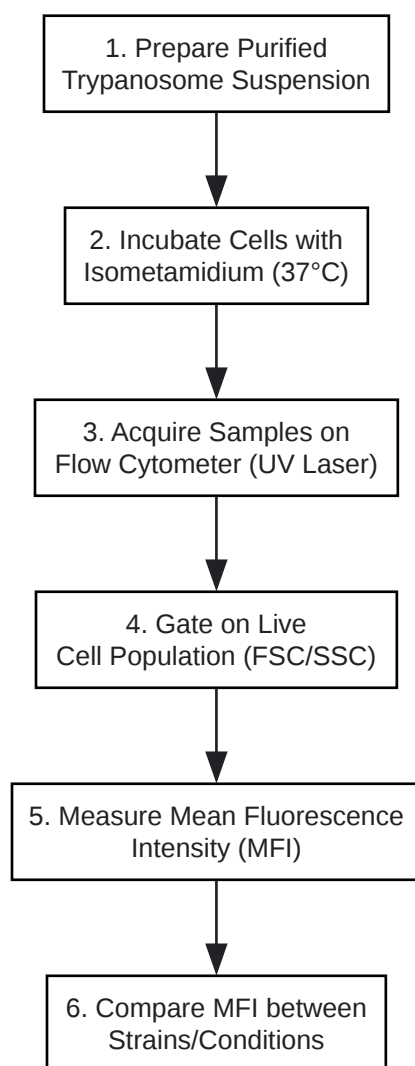 1. Prepare Purified
Trypanosome Suspension
2. Incubate Cells with
Isometamidium (37°C)
3. Acquire Samples on
Flow Cytometer (UV Laser)
4. Gate on Live
Cell Population (FSC/SSC)
5. Measure Mean Fluorescence
Intensity (MFI)
6. Compare MFI between
Strains/Conditions